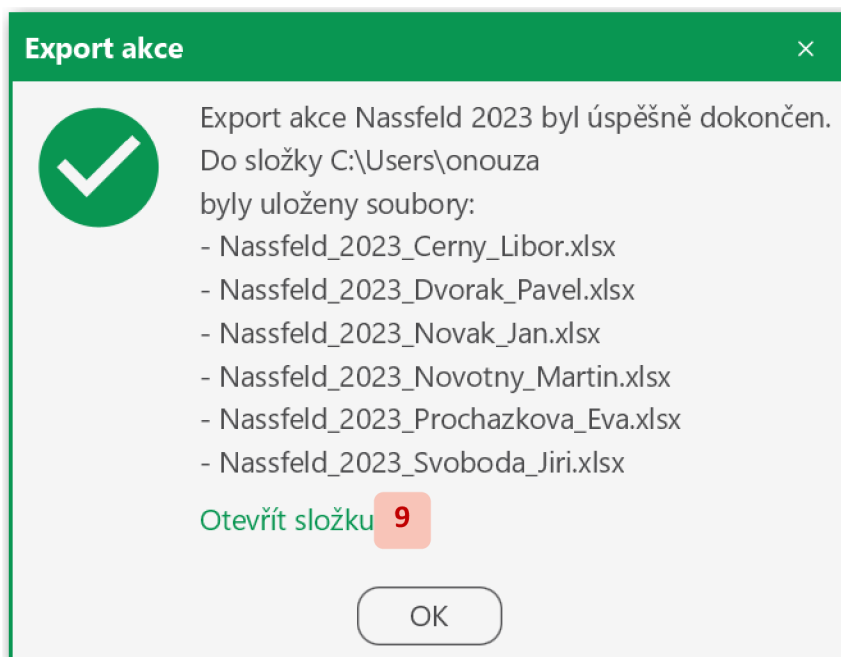 Export akce ×
Export akce Nassfeld 2023 byl úspěšně dokončen.
Do složky C:\Users\onouza
byly uloženy soubory:
- Nassfeld_2023_Cerny_Libor.xlsx
- Nassfeld_2023_Dvorak_Pavel.xlsx
- Nassfeld_2023_Novak_Jan.xlsx
- Nassfeld_2023_Novotny_Martin.xlsx
- Nassfeld_2023_Prochazkova_Eva.xlsx
- Nassfeld_2023_Svoboda_Jiri.xlsx
Otevřít složku 9
OK